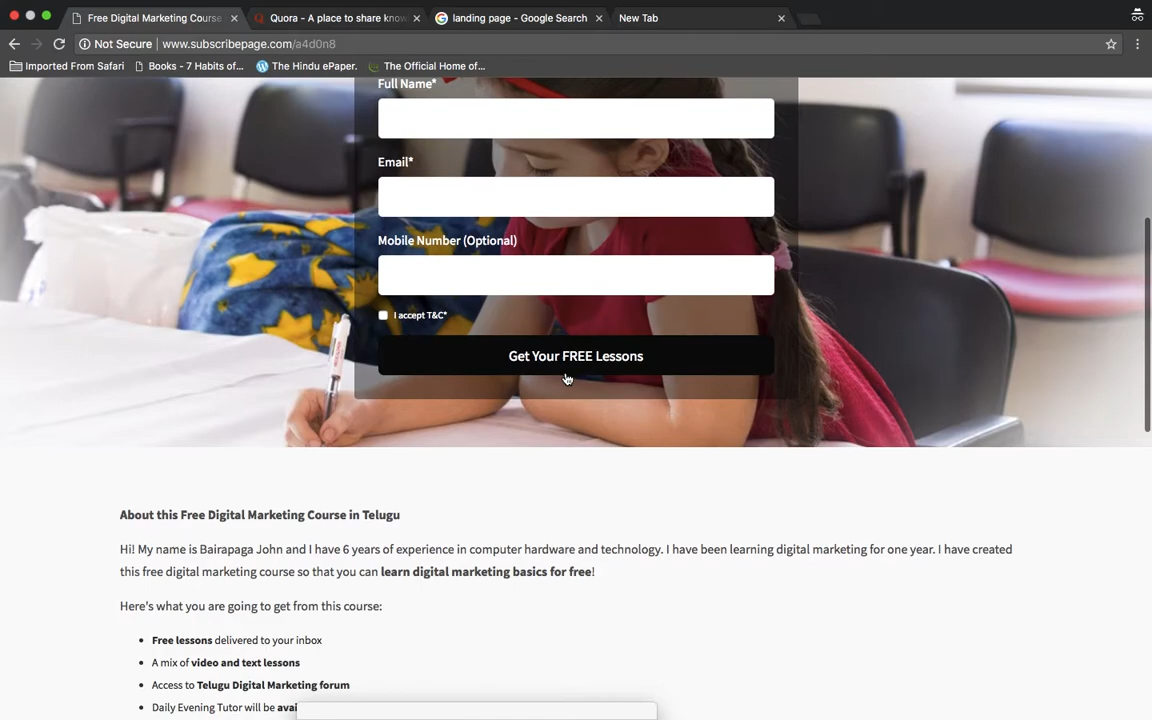 Free Digital Marketing Course
Quora - A place to share know
landing page - Google Search
New Tab
Not Secure | www.subscribepage.com/a4d0n8
Imported From Safari
Books - 7 Habits of...
The Hindu ePaper.
The Official Home of...
Full Name*
Email*
Mobile Number (Optional)
I accept T&C*
Get Your FREE Lessons
About this Free Digital Marketing Course in Telugu
Hi! My name is Bairapaga John and I have 6 years of experience in computer hardware and technology. I have been learning digital marketing for one year. I have created
this free digital marketing course so that you can learn digital marketing basics for free!
Here's what you are going to get from this course:
• Free lessons delivered to your inbox
• A mix of video and text lessons
• Access to Telugu Digital Marketing forum
• Daily Evening Tutor will be avai